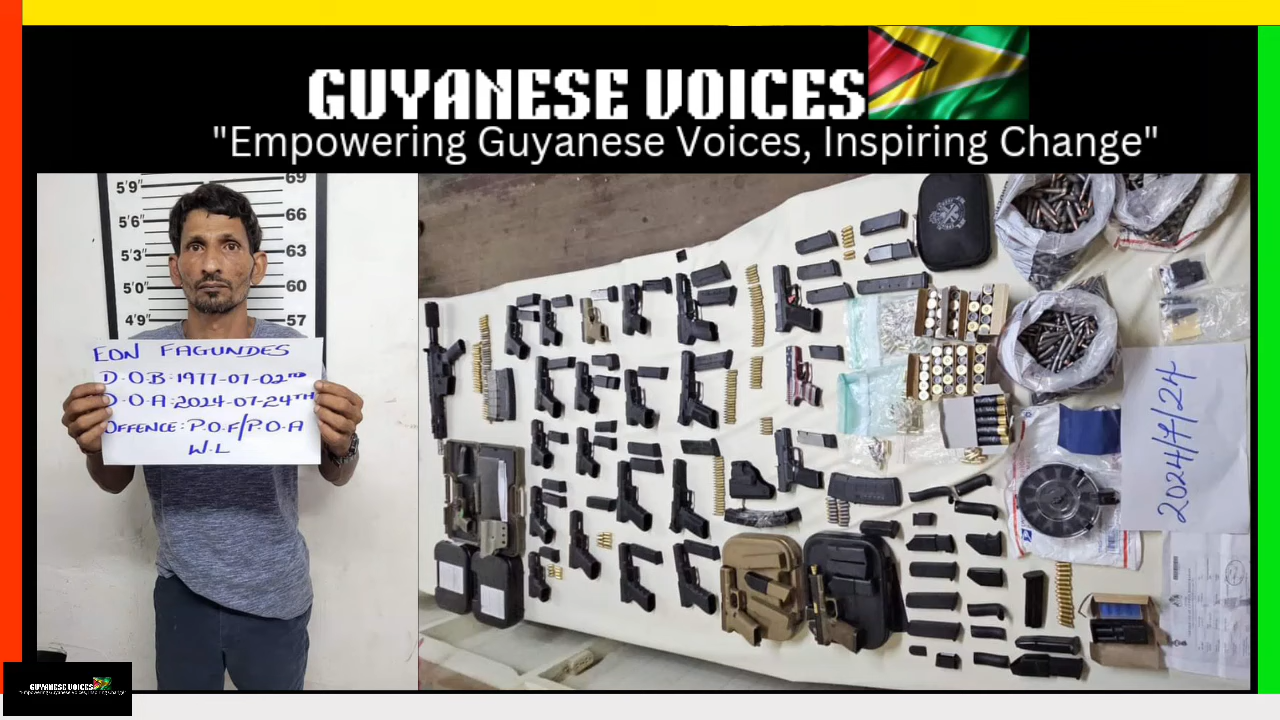 GUYANESE VOICES
"Empowering Guyanese Voices, Inspiring Change"
5'9" 69
5'6" 66
5'3" 63
5'0" 60
4'9" 57
EON FAGUNDES
D.O.B: 1977-07-02ND
D.O.A: 2024-07-24TH
OFFENCE: P.O.F/P.O.A
W.L
2024/7/24
GUYANESE VOICES